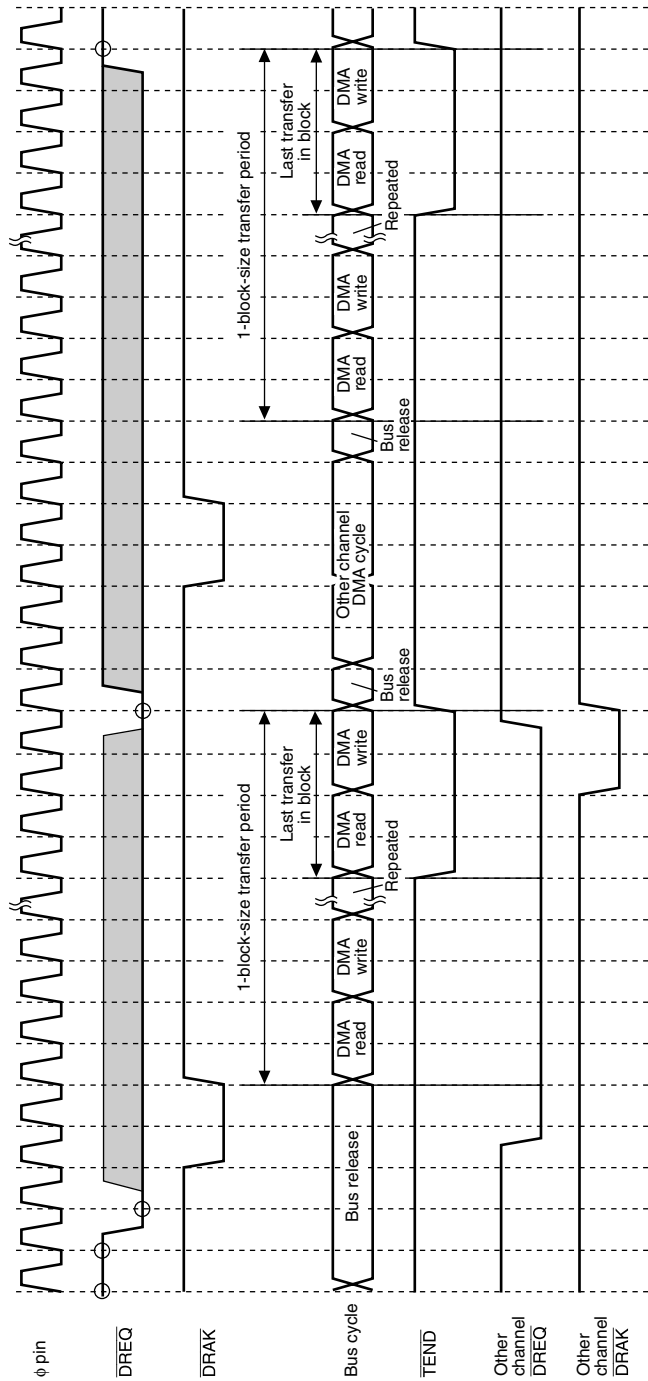 φ pin
DREQ
DRAK
1-block-size transfer period
1-block-size transfer period
Last transfer
in block
Last transfer
in block
Bus cycle
Bus release
DMA
read
DMA
write
Repeated
DMA
read
DMA
write
Bus
release
Other channel
DMA cycle
Bus
release
DMA
read
DMA
write
Repeated
DMA
read
DMA
write
TEND
Other
channel
DREQ
Other
channel
DRAK